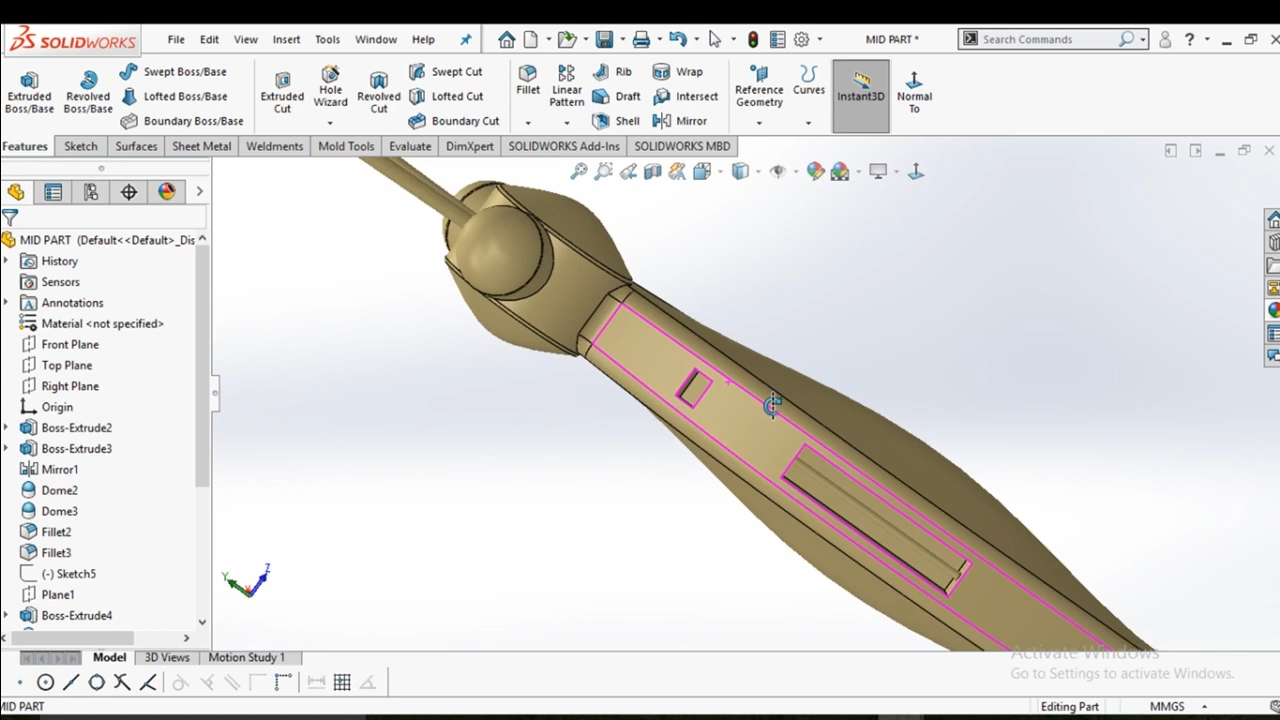 SOLIDWORKS File Edit View Insert Tools Window Help MID PART * Search Commands ?
Extruded Boss/Base
Revolved Boss/Base
Swept Boss/Base
Lofted Boss/Base
Boundary Boss/Base
Extruded Cut
Hole Wizard
Revolved Cut
Swept Cut
Lofted Cut
Boundary Cut
Fillet
Linear Pattern
Rib
Draft
Shell
Wrap
Intersect
Mirror
Reference Geometry
Curves
Instant3D
Normal To
Features Sketch Surfaces Sheet Metal Weldments Mold Tools Evaluate DimXpert SOLIDWORKS Add-Ins SOLIDWORKS MBD
MID PART (Default<<Default>_Dis
History
Sensors
Annotations
Material <not specified>
Front Plane
Top Plane
Right Plane
Origin
Boss-Extrude2
Boss-Extrude3
Mirror1
Dome2
Dome3
Fillet2
Fillet3
(-) Sketch5
Plane1
Boss-Extrude4
Y Z
Model 3D Views Motion Study 1
Activate Windows
Go to Settings to activate Windows.
MID PART Editing Part MMGS